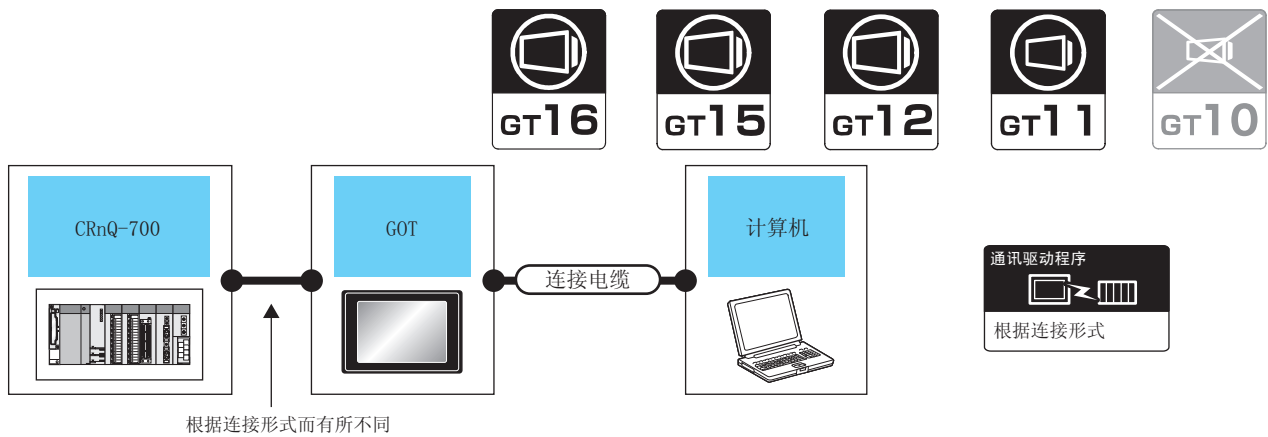 GT16 GT15 GT12 GT11 GT10
CRnQ-700
GOT
连接电缆
计算机
通讯驱动程序
根据连接形式
根据连接形式而有所不同